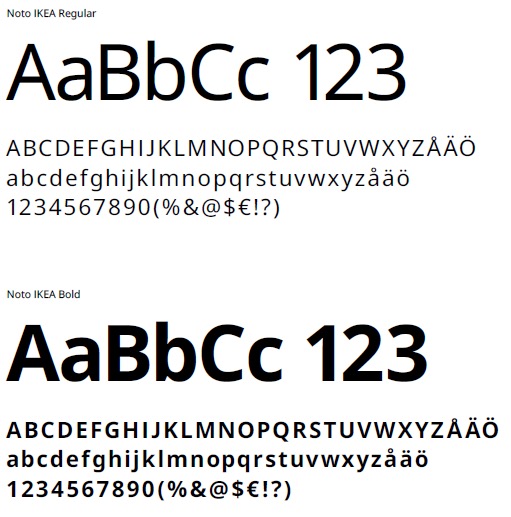 Noto IKEA Regular
AaBbCc 123
ABCDEFGHIJKLMNOPQRSTUVWXYZÅÄÖ
abcdefghijklmnopqrstuvwxyzåäö
1234567890(%&@$€!?)
Noto IKEA Bold
AaBbCc 123
ABCDEFGHIJKLMNOPQRSTUVWXYZÅÄÖ
abcdefghijklmnopqrstuvwxyzåäö
1234567890(%&@$€!?)